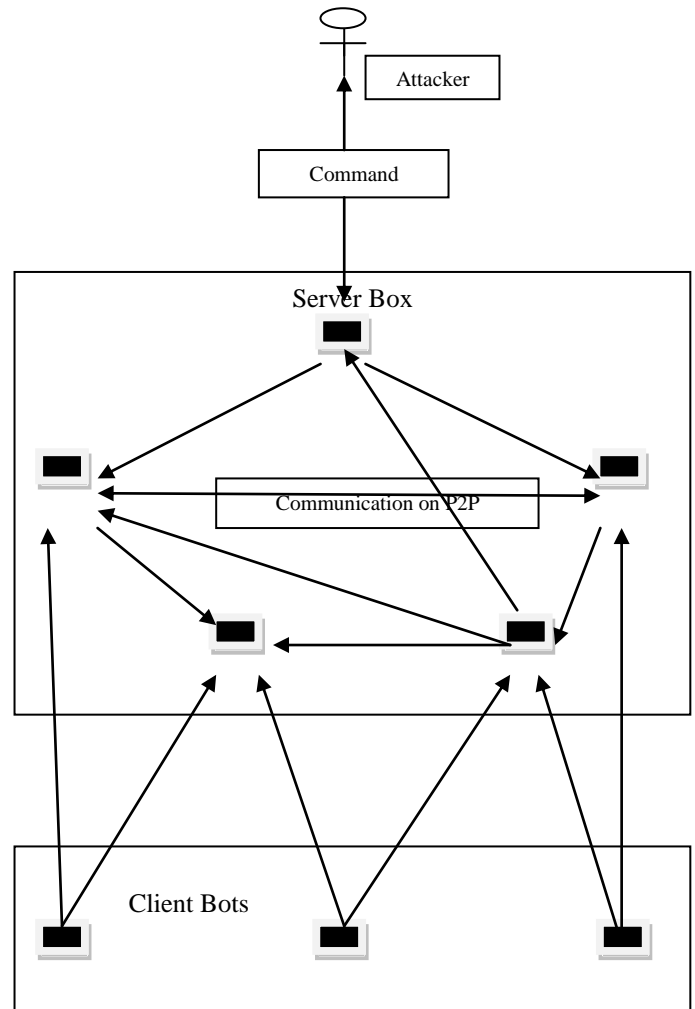 Attacker
Command
Server Box
Communication on P2P
Client Bots